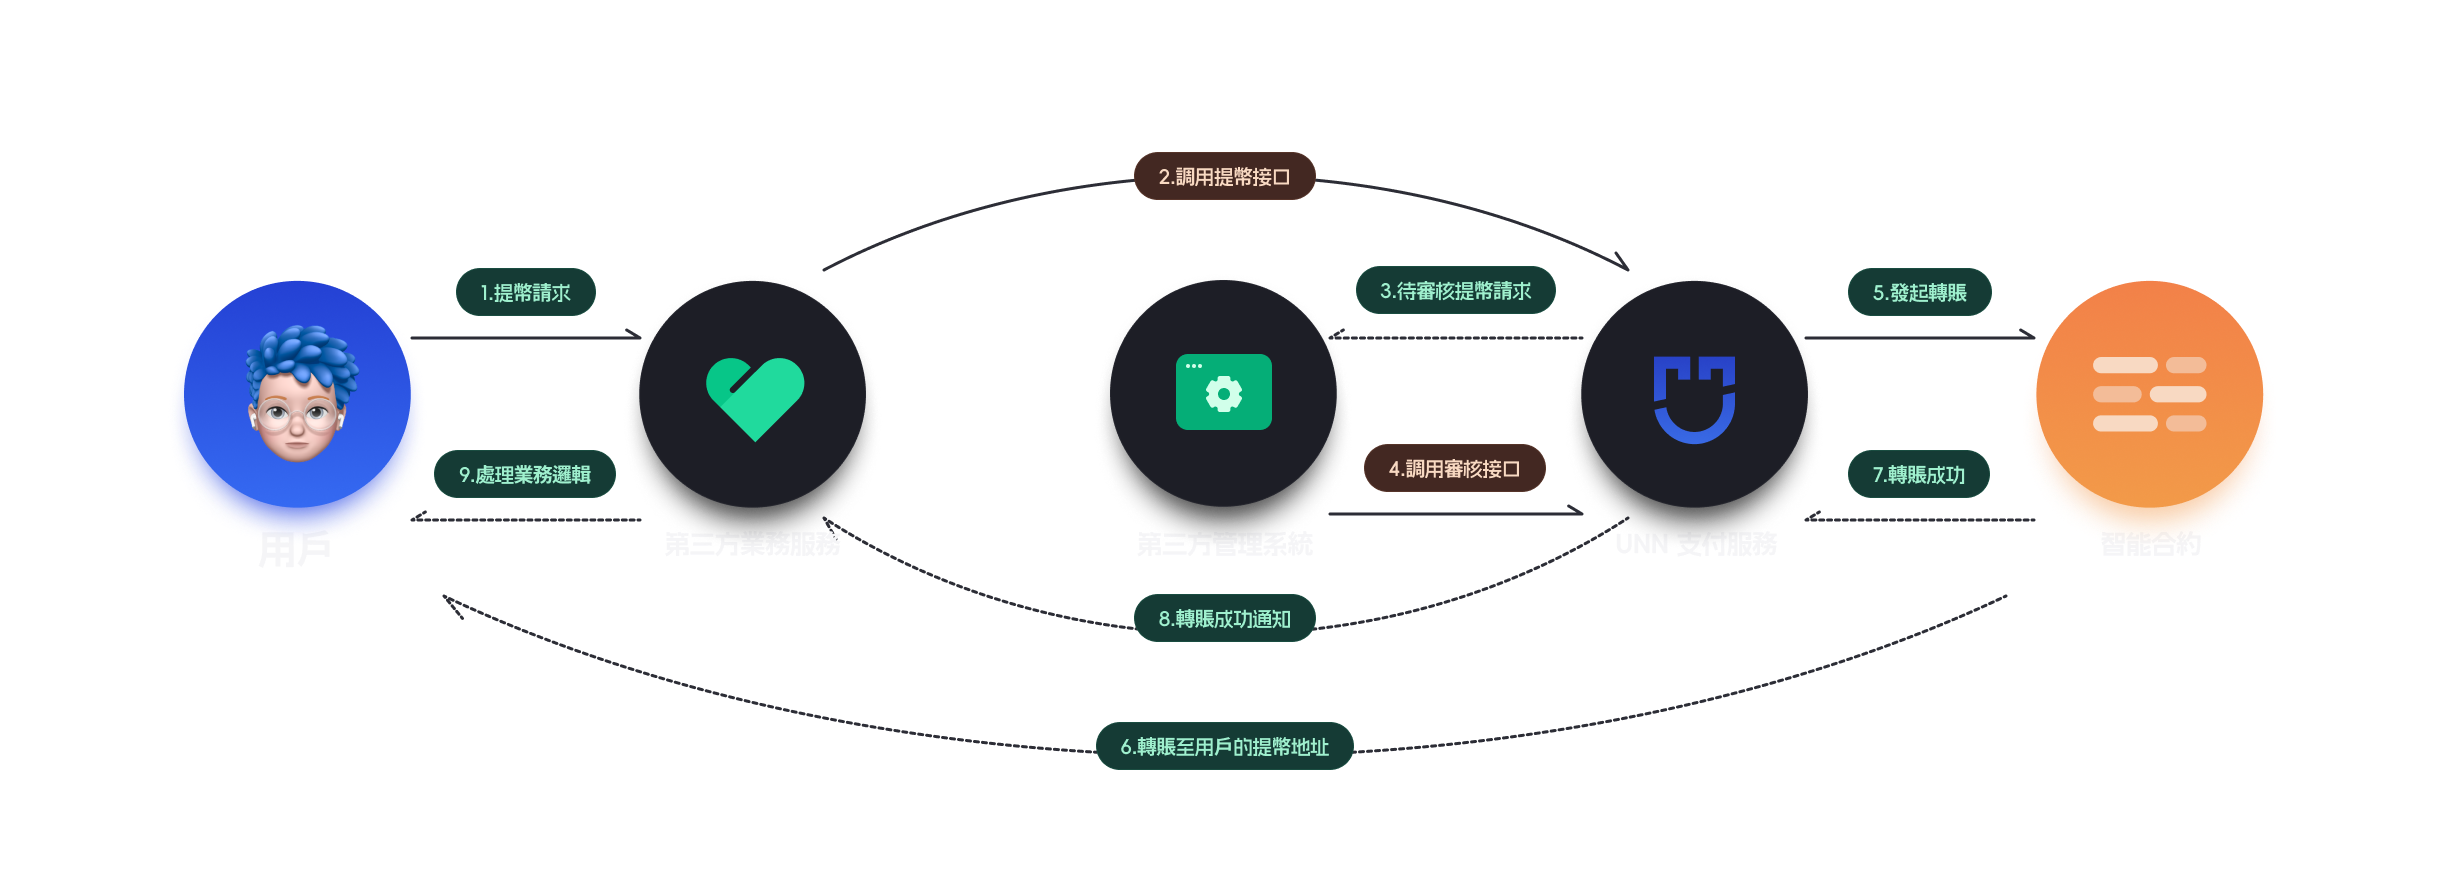 2.調用提幣接口
1.提幣請求
3.待審核提幣請求
5.發起轉賬
9.處理業務邏輯
4.調用審核接口
7.轉賬成功
用戶
第三方業務服務
第三方管理系統
UNN 支付服務
智能合約
8.轉賬成功通知
6.轉賬至用戶的提幣地址